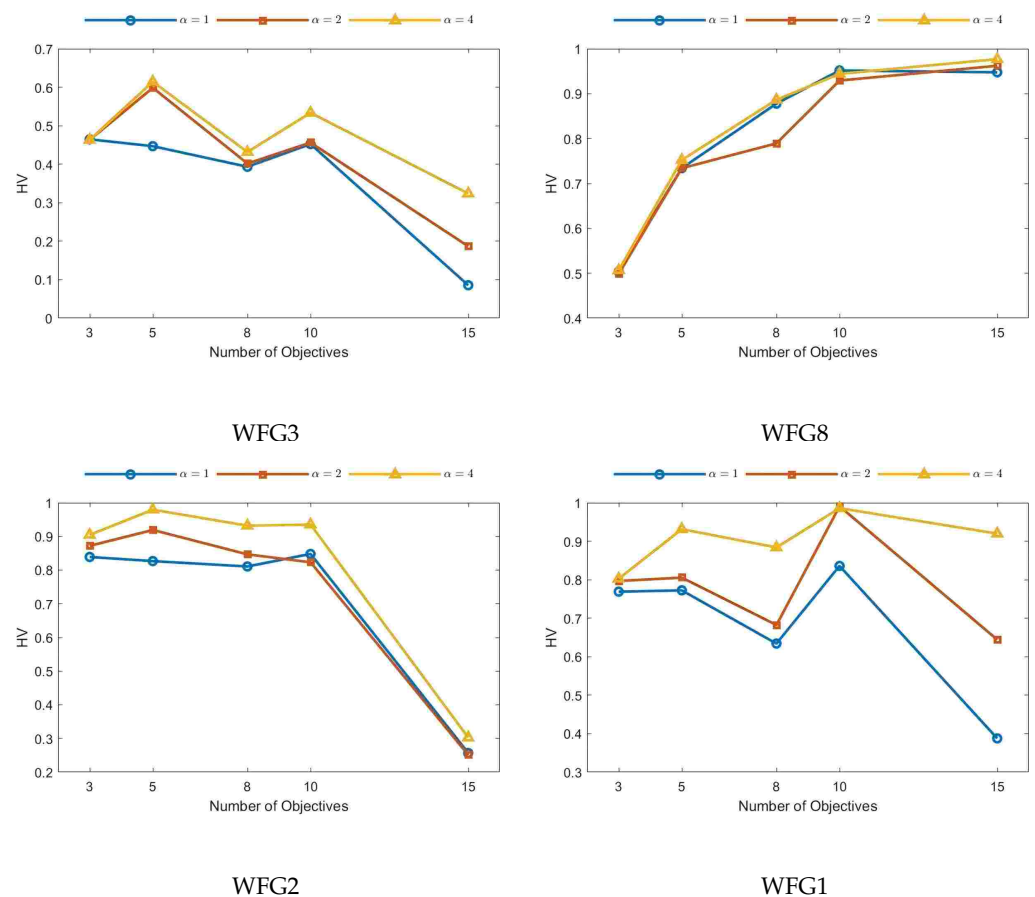 α = 1 α = 2 α = 4
0.7
0.6
0.5
0.4
0.3
0.2
0.1
0
HV
3 5 8 10 15
Number of Objectives
WFG3
α = 1 α = 2 α = 4
1
0.9
0.8
0.7
0.6
0.5
0.4
HV
3 5 8 10 15
Number of Objectives
WFG8
α = 1 α = 2 α = 4
1
0.9
0.8
0.7
0.6
0.5
0.4
0.3
0.2
HV
3 5 8 10 15
Number of Objectives
WFG2
α = 1 α = 2 α = 4
1
0.9
0.8
0.7
0.6
0.5
0.4
0.3
HV
3 5 8 10 15
Number of Objectives
WFG1